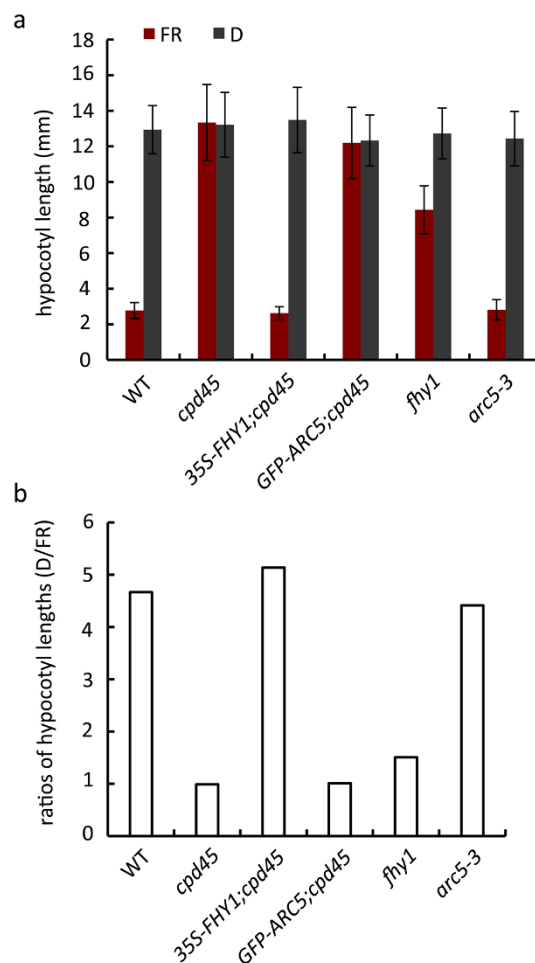 a
FR D
hypocotyl length (mm)
18
16
14
12
10
8
6
4
2
0
WT
cpd45
35S-FHY1;cpd45
GFP-ARC5;cpd45
fhy1
arc5-3
b
ratios of hypocotyl lengths (D/FR)
6
5
4
3
2
1
0
WT
cpd45
35S-FHY1;cpd45
GFP-ARC5;cpd45
fhy1
arc5-3